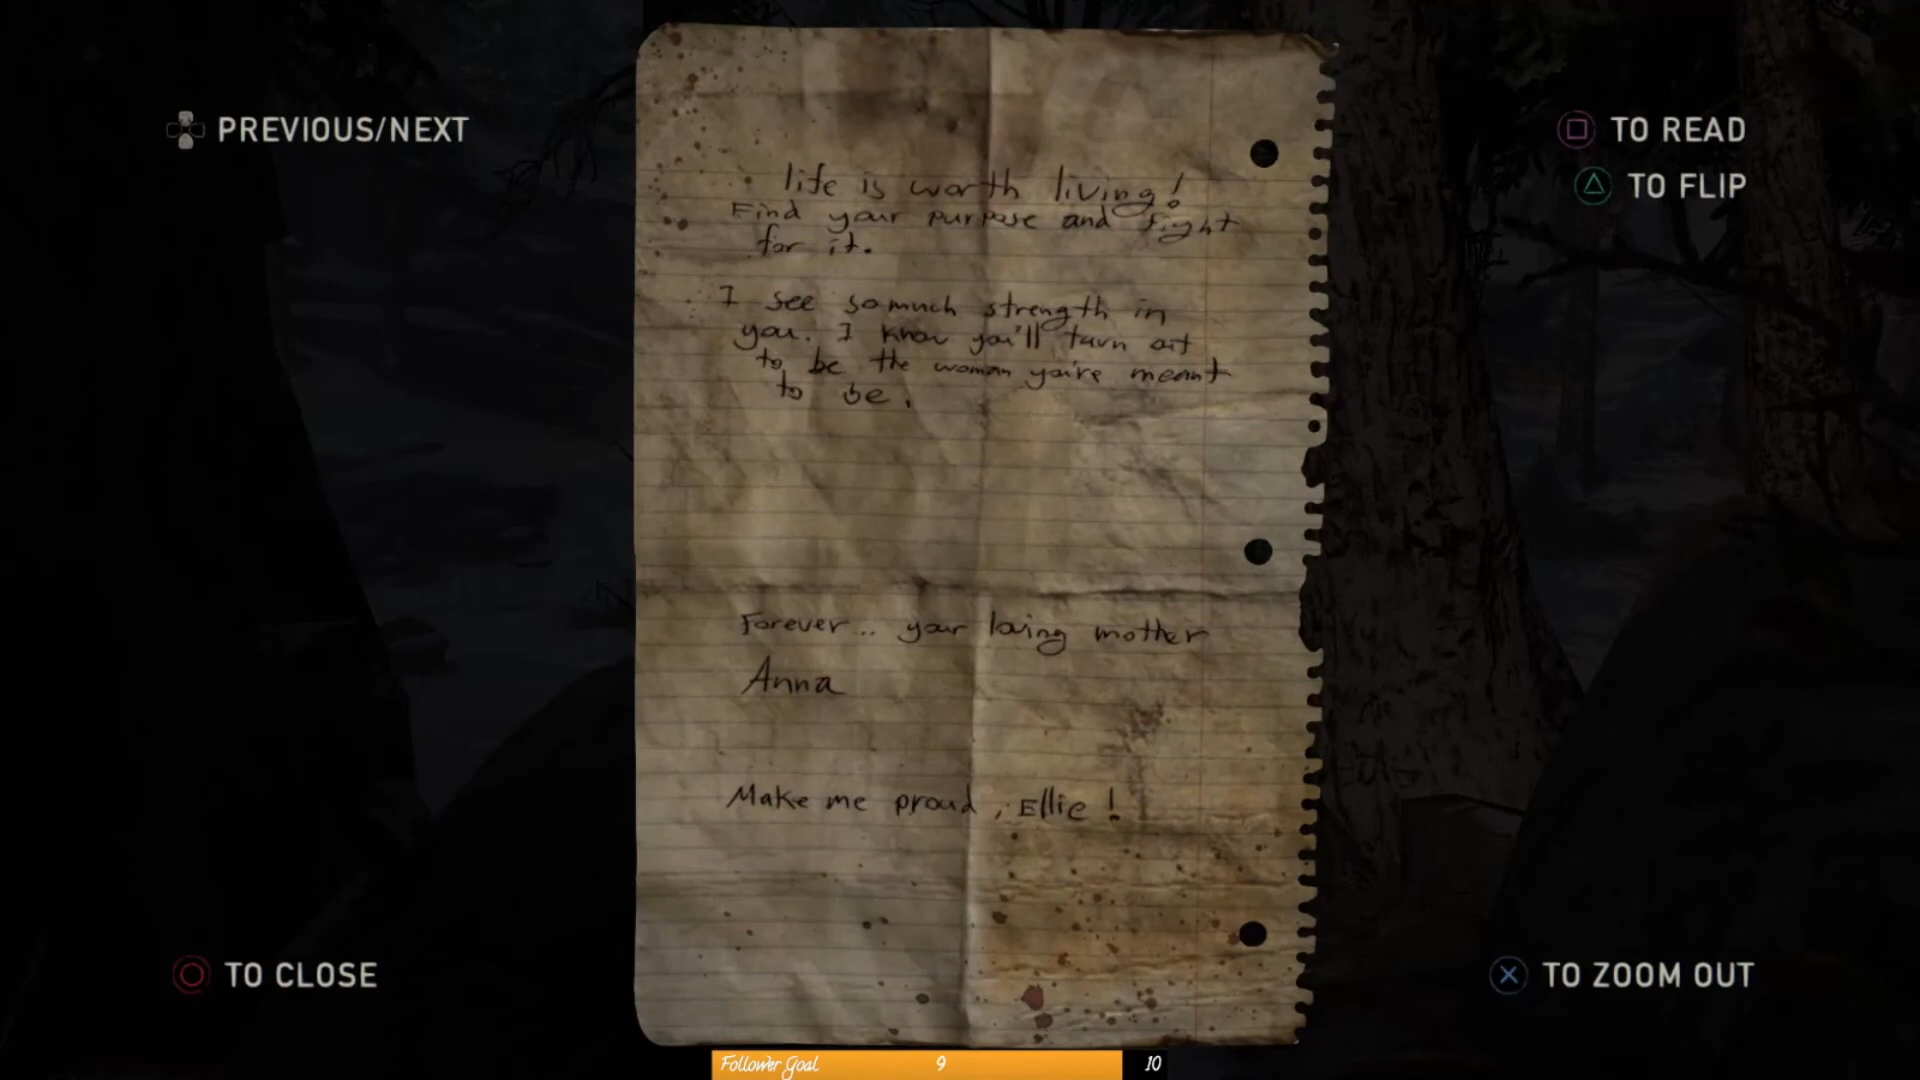 PREVIOUS/NEXT
TO READ
TO FLIP
life is worth living!
Find your purpose and fight
for it.
I see so much strength in
you. I know you'll turn out
to be the woman you're meant
to be.
Forever.. your loving mother
Anna
Make me proud, Ellie!
TO CLOSE
TO ZOOM OUT
Follower Goal 9 10